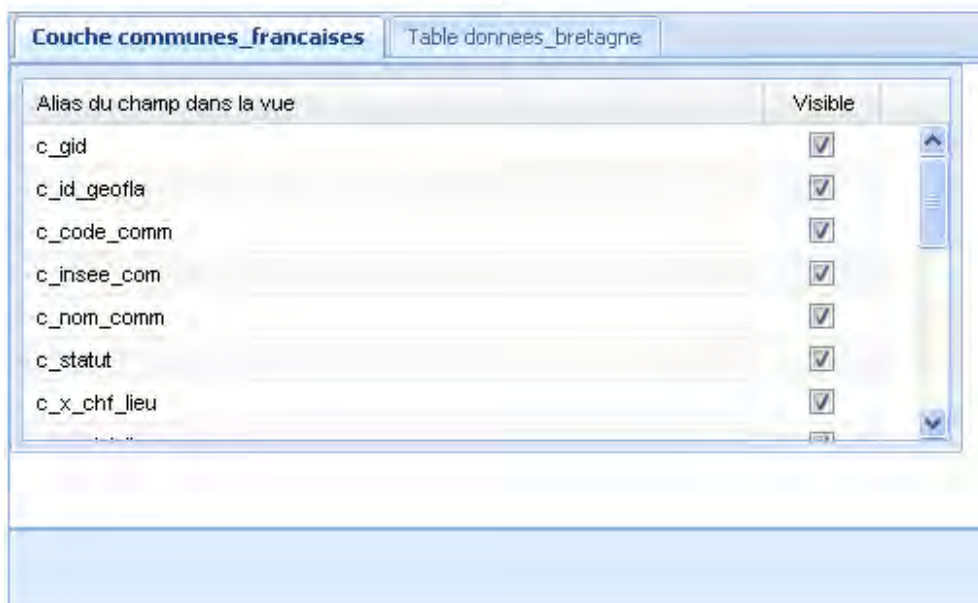 Couche communes_francaises Table donnees_bretagne
Alias du champ dans la vue Visible
c_gid
c_id_geofla
c_code_comm
c_insee_com
c_nom_comm
c_statut
c_x_chf_lieu